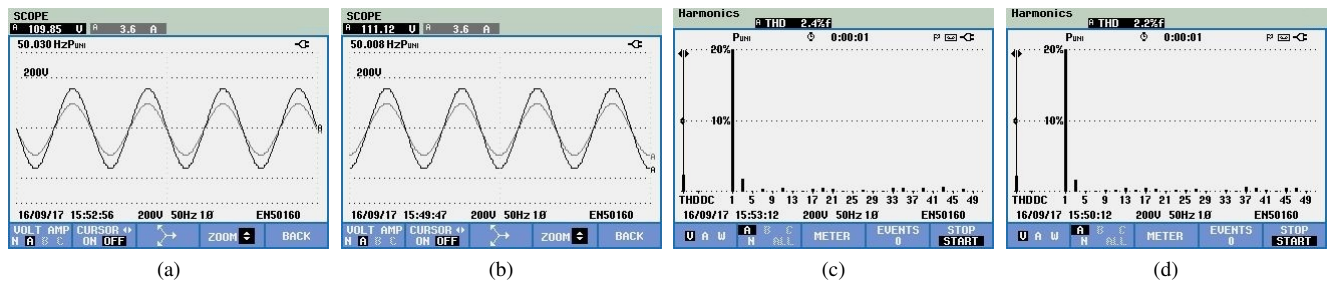 SCOPE
A 109.85 V A 3.6 A
50.030 Hz PUNI
200V
A
16/09/17 15:52:56 200V 50Hz 1Ø EN50160
VOLT AMP CURSOR ZOOM BACK
N A B C ON OFF
(a)
SCOPE
A 111.12 V A 3.6 A
50.008 Hz PUNI
200V
A
A
16/09/17 15:49:47 200V 50Hz 1Ø EN50160
VOLT AMP CURSOR ZOOM BACK
N A B C ON OFF
(b)
Harmonics
A THD 2.4%f
PUNI 0:00:01 P
20%
10%
THDDC 1 5 9 13 17 21 25 29 33 37 41 45 49
16/09/17 15:53:12 200V 50Hz 1Ø EN50160
V A W A B C N ALL METER EVENTS 0 STOP START
(c)
Harmonics
A THD 2.2%f
PUNI 0:00:01 P
20%
10%
THDDC 1 5 9 13 17 21 25 29 33 37 41 45 49
16/09/17 15:50:12 200V 50Hz 1Ø EN50160
V A W A B C N ALL METER EVENTS 0 STOP START
(d)